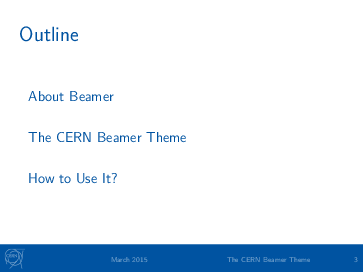 Outline
About Beamer
The CERN Beamer Theme
How to Use It?
CERN
March 2015
The CERN Beamer Theme
3